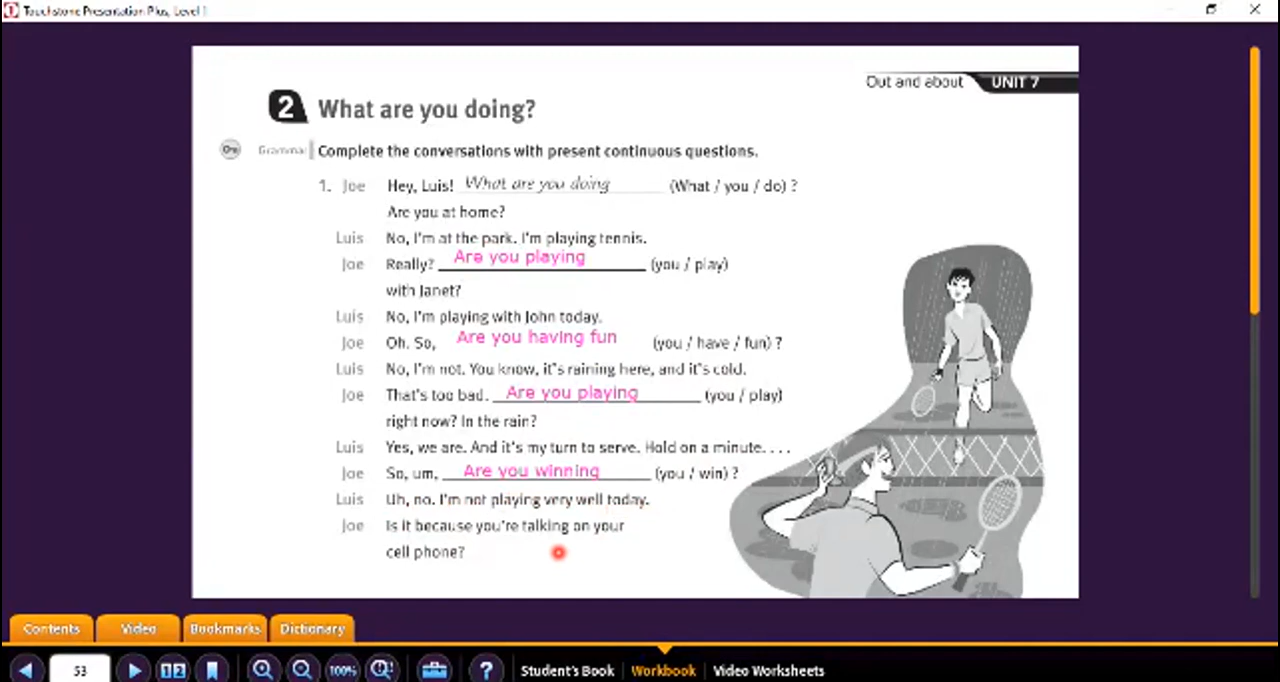 Touchstone Presentation Plus, Level 1
Out and about UNIT 7
2 What are you doing?
Grammar Complete the conversations with present continuous questions.
1. Joe Hey, Luis! What are you doing (What / you / do) ?
Are you at home?
Luis No, I'm at the park. I'm playing tennis.
Joe Really? Are you playing (you / play)
with Janet?
Luis No, I'm playing with John today.
Joe Oh. So, Are you having fun (you / have / fun) ?
Luis No, I'm not. You know, it's raining here, and it's cold.
Joe That's too bad. Are you playing (you / play)
right now? In the rain?
Luis Yes, we are. And it's my turn to serve. Hold on a minute. . . .
Joe So, um, Are you winning (you / win) ?
Luis Uh, no. I'm not playing very well today.
Joe Is it because you're talking on your
cell phone?
Contents Video Bookmarks Dictionary
53 1 2 100% ? Student's Book Workbook Video Worksheets